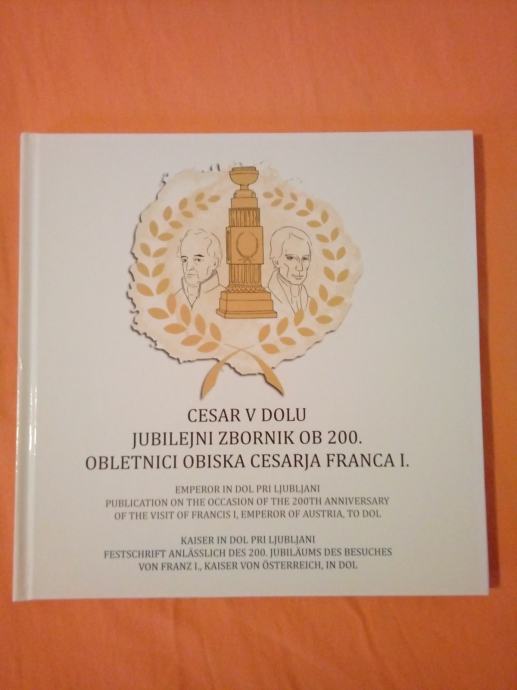 CESAR V DOLU
JUBILEJNI ZBORNIK OB 200.
OBLETNICI OBISKA CESARJA FRANCA I.
EMPEROR IN DOL PRI LJUBLJANI
PUBLICATION ON THE OCCASION OF THE 200TH ANNIVERSARY
OF THE VISIT OF FRANCIS I, EMPEROR OF AUSTRIA, TO DOL
KAISER IN DOL PRI LJUBLJANI
FESTSCHRIFT ANLÄSSLICH DES 200. JUBILÄUMS DES BESUCHES
VON FRANZ I., KAISER VON ÖSTERREICH, IN DOL